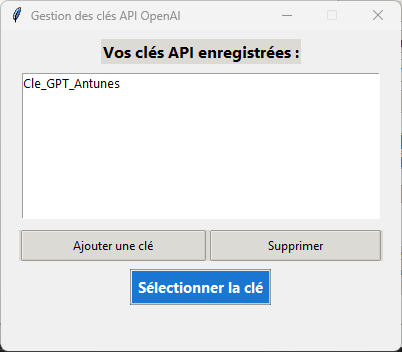 Gestion des clés API OpenAI
Vos clés API enregistrées :
Cle_GPT_Antunes
Ajouter une clé
Supprimer
Sélectionner la clé